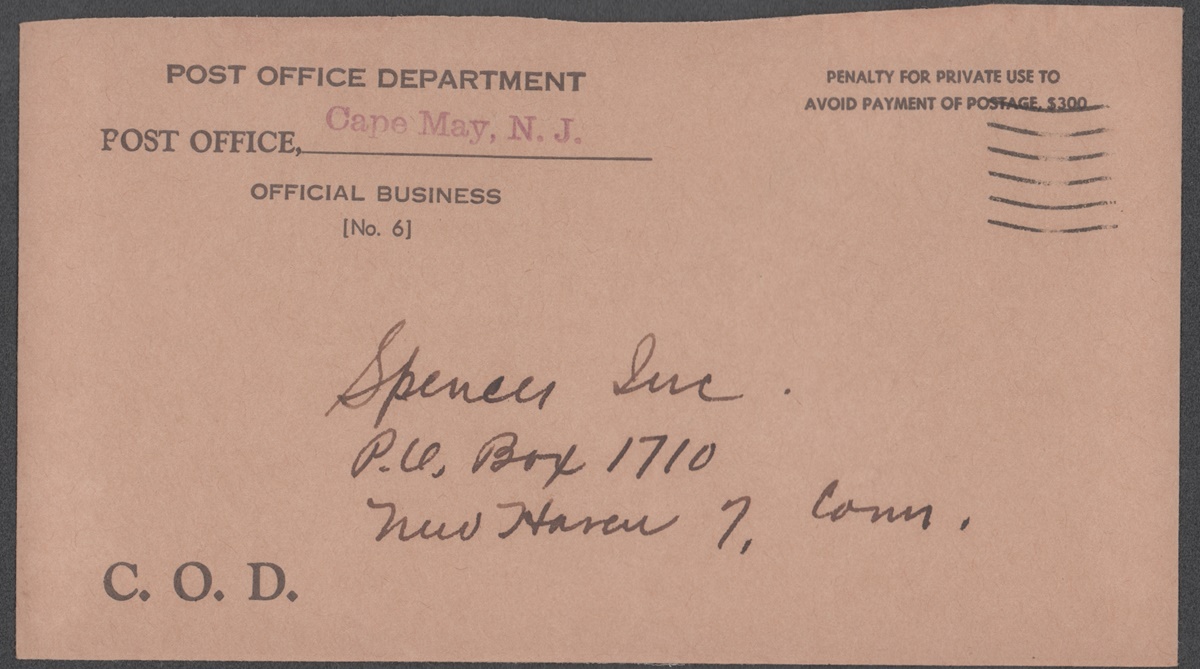 POST OFFICE DEPARTMENT
POST OFFICE, Cape May, N. J.
OFFICIAL BUSINESS
[No. 6]
PENALTY FOR PRIVATE USE TO
AVOID PAYMENT OF POSTAGE, $300
Spencer Inc.
P.O. Box 1710
New Haven 7, Conn.
C. O. D.